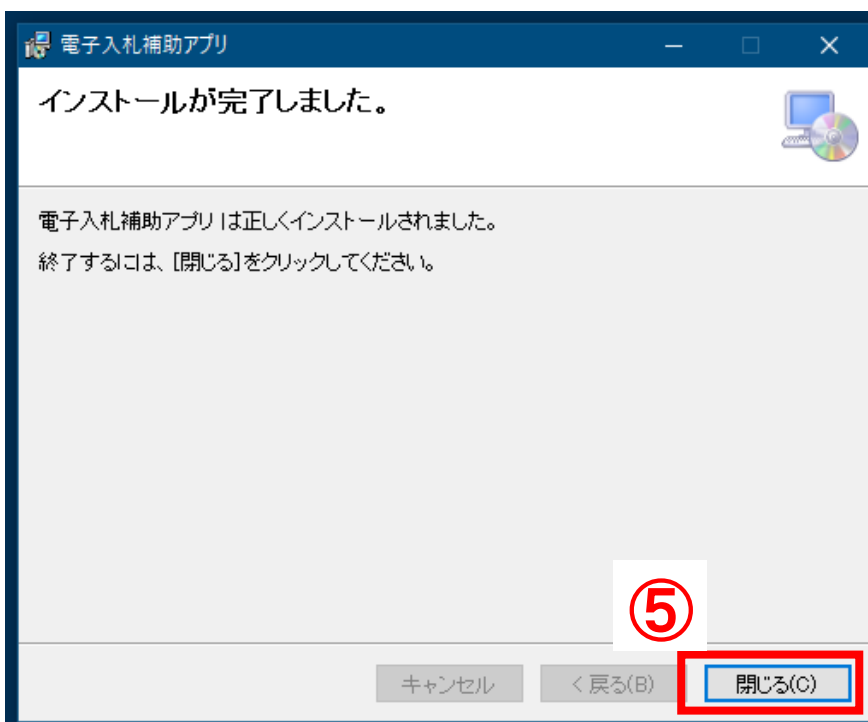 電子入札補助アプリ
インストールが完了しました。
電子入札補助アプリ は正しくインストールされました。
終了するには、[閉じる]をクリックしてください。
⑤
キャンセル
< 戻る(B)
閉じる(C)